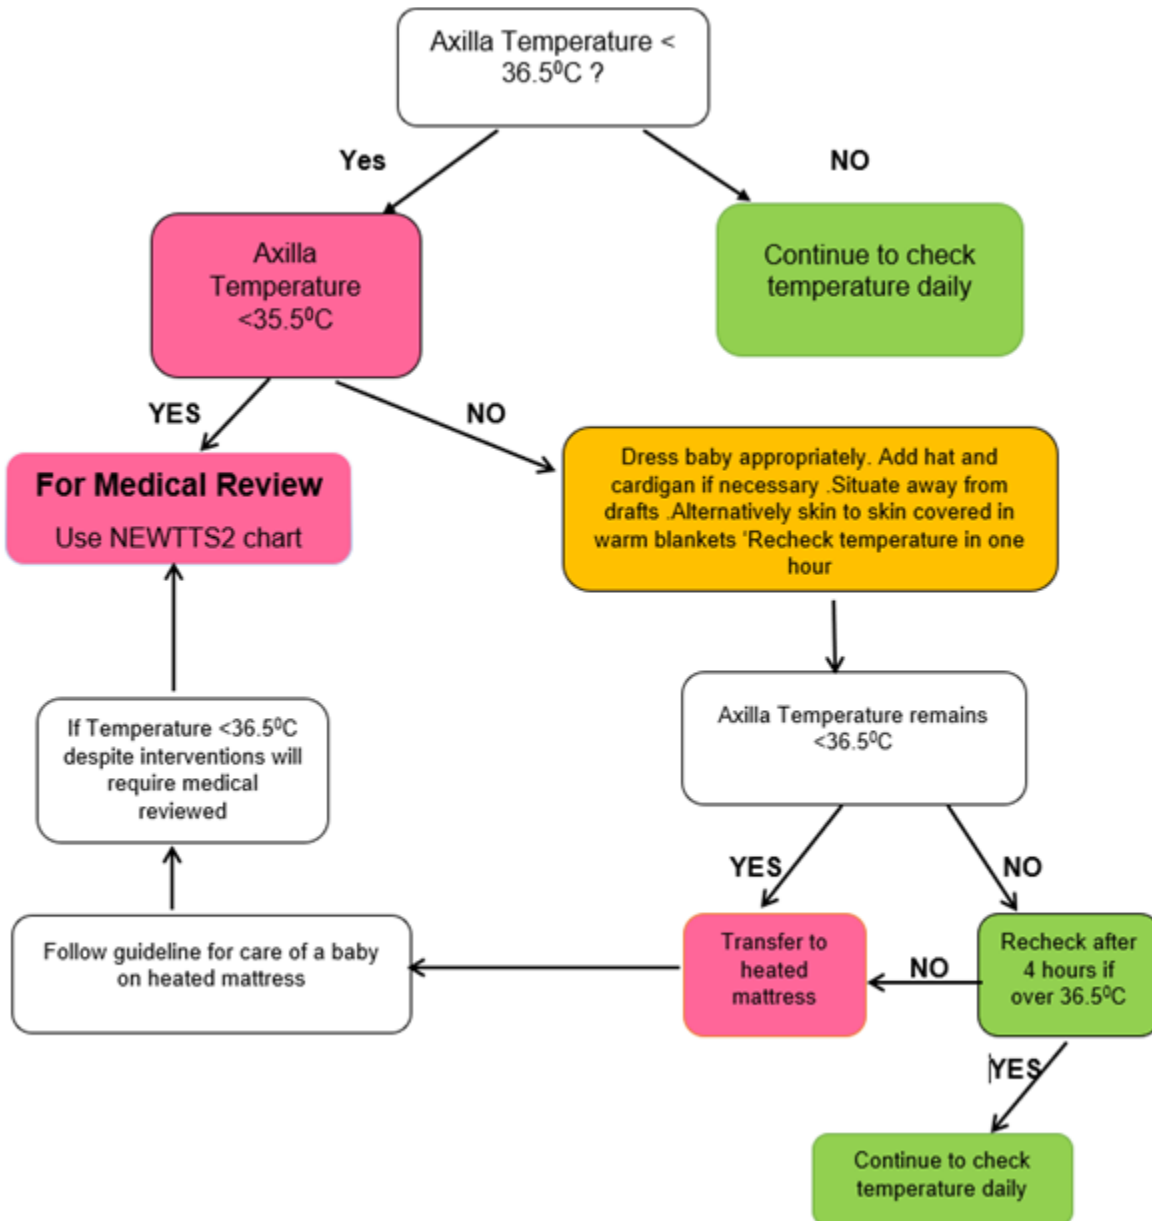 Axilla Temperature <
36.5⁰C ?
Yes
NO
Axilla
Temperature
<35.5⁰C
Continue to check
temperature daily
YES
NO
For Medical Review
Use NEWTTS2 chart
Dress baby appropriately. Add hat and
cardigan if necessary .Situate away from
drafts .Alternatively skin to skin covered in
warm blankets 'Recheck temperature in one
hour
Axilla Temperature remains
<36.5⁰C
If Temperature <36.5⁰C
despite interventions will
require medical
reviewed
YES
NO
Follow guideline for care of a baby
on heated mattress
Transfer to
heated
mattress
NO
Recheck after
4 hours if
over 36.5⁰C
YES
Continue to check
temperature daily